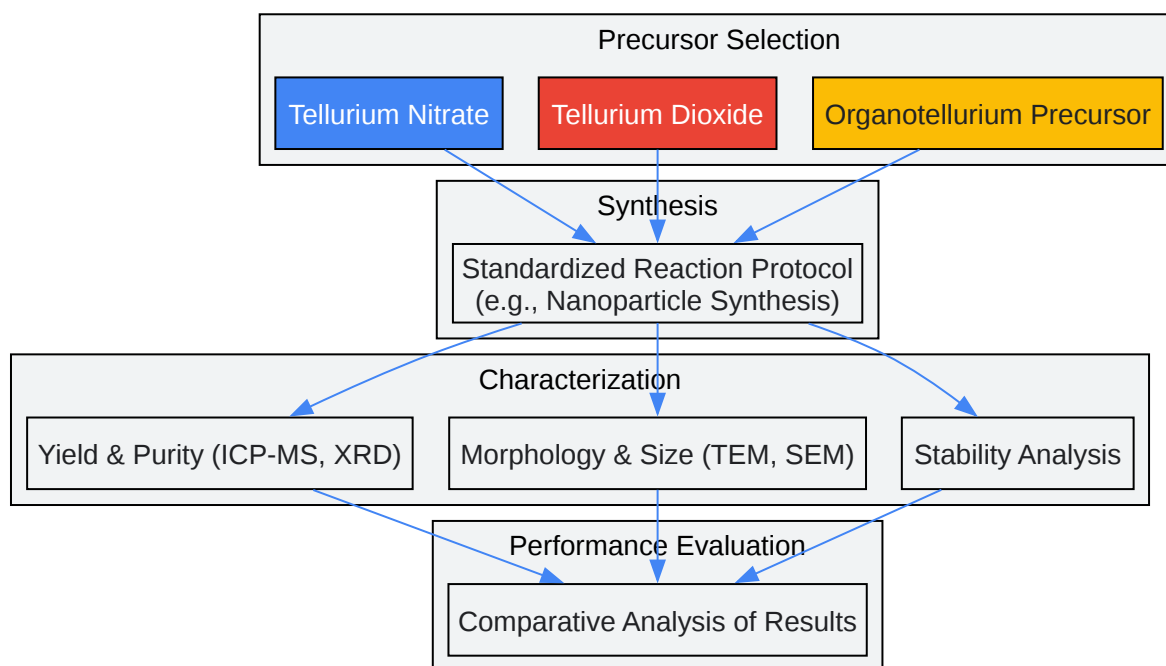 Precursor Selection
Tellurium Nitrate
Tellurium Dioxide
Organotellurium Precursor
Synthesis
Standardized Reaction Protocol
(e.g., Nanoparticle Synthesis)
Characterization
Yield & Purity (ICP-MS, XRD)
Morphology & Size (TEM, SEM)
Stability Analysis
Performance Evaluation
Comparative Analysis of Results